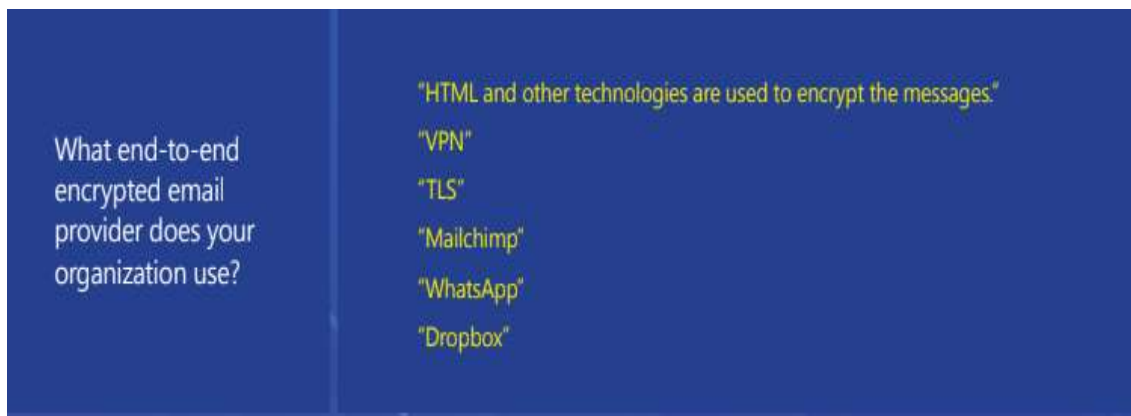 What end-to-end
encrypted email
provider does your
organization use?
"HTML and other technologies are used to encrypt the messages."
"VPN"
"TLS"
"Mailchimp"
"WhatsApp"
"Dropbox"